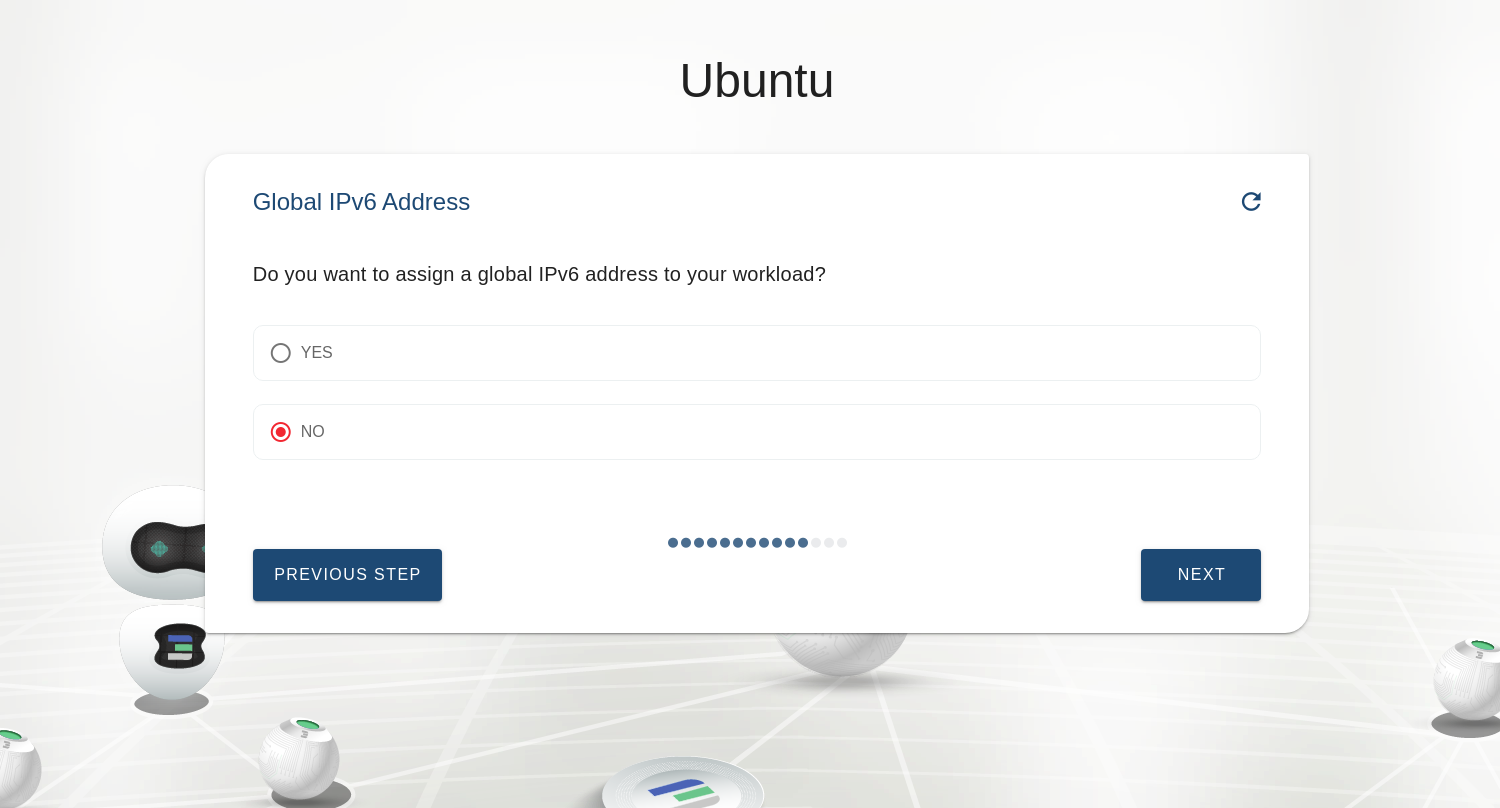 Ubuntu
Global IPv6 Address
Do you want to assign a global IPv6 address to your workload?
YES
NO
PREVIOUS STEP
NEXT